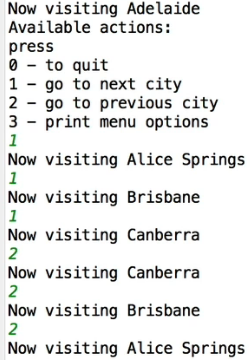 Now visiting Adelaide
Available actions:
press
0 - to quit
1 - go to next city
2 - go to previous city
3 - print menu options
1
Now visiting Alice Springs
1
Now visiting Brisbane
1
Now visiting Canberra
2
Now visiting Canberra
2
Now visiting Brisbane
2
Now visiting Alice Springs